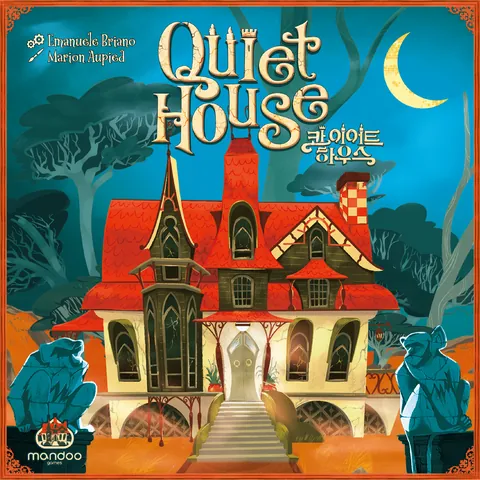 Emanuele Briano
Marion Aupied
Quiet
House
콰이어트
하우스
mandoo
games